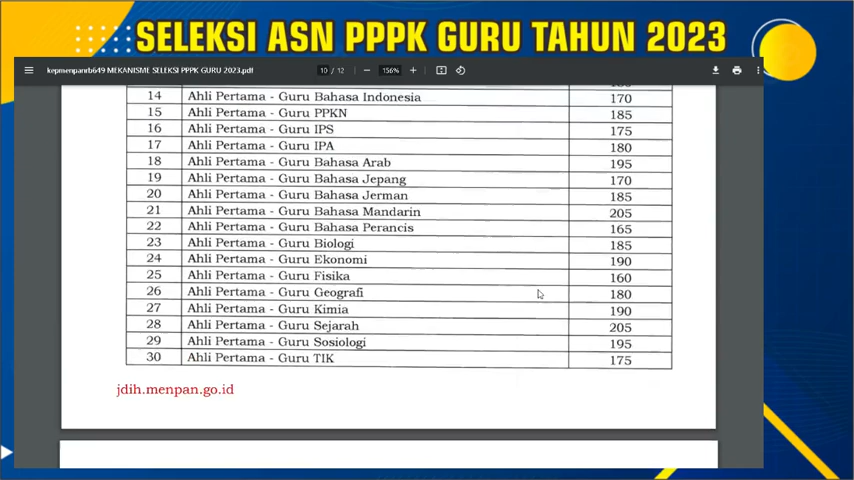 SELEKSI ASN PPPK GURU TAHUN 2023
kepmenpanrb649 MEKANISME SELEKSI PPPK GURU 2023.pdf 10 / 12 156%
14 Ahli Pertama - Guru Bahasa Indonesia 170
15 Ahli Pertama - Guru PPKN 185
16 Ahli Pertama - Guru IPS 175
17 Ahli Pertama - Guru IPA 180
18 Ahli Pertama - Guru Bahasa Arab 195
19 Ahli Pertama - Guru Bahasa Jepang 170
20 Ahli Pertama - Guru Bahasa Jerman 185
21 Ahli Pertama - Guru Bahasa Mandarin 205
22 Ahli Pertama - Guru Bahasa Perancis 165
23 Ahli Pertama - Guru Biologi 185
24 Ahli Pertama - Guru Ekonomi 190
25 Ahli Pertama - Guru Fisika 160
26 Ahli Pertama - Guru Geografi 180
27 Ahli Pertama - Guru Kimia 190
28 Ahli Pertama - Guru Sejarah 205
29 Ahli Pertama - Guru Sosiologi 195
30 Ahli Pertama - Guru TIK 175
jdih.menpan.go.id